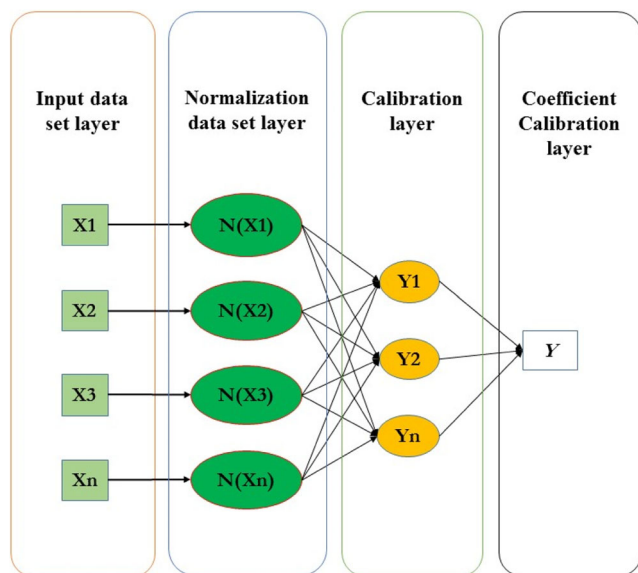 Input data
set layer
Normalization
data set layer
Calibration
layer
Coefficient
Calibration
layer
X1
N(X1)
X2
N(X2)
X3
N(X3)
Xn
N(Xn)
Y1
Y2
Yn
Y